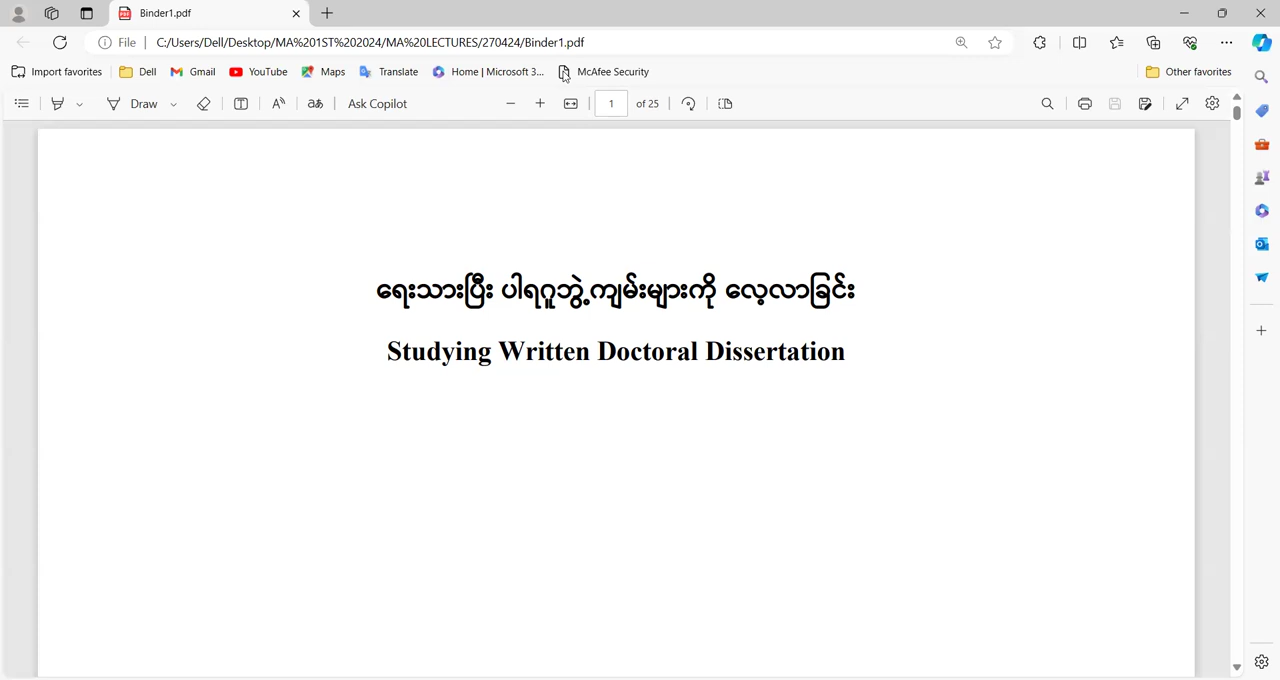 Binder1.pdf
File C:/Users/Dell/Desktop/MA%201ST%202024/MA%20LECTURES/270424/Binder1.pdf
Import favorites Dell Gmail YouTube Maps Translate Home | Microsoft 3... McAfee Security Other favorites
Draw aあ Ask Copilot 1 of 25
ရေးသားပြီး ပါရဂူဘွဲ့ကျမ်းများကို လေ့လာခြင်း
Studying Written Doctoral Dissertation